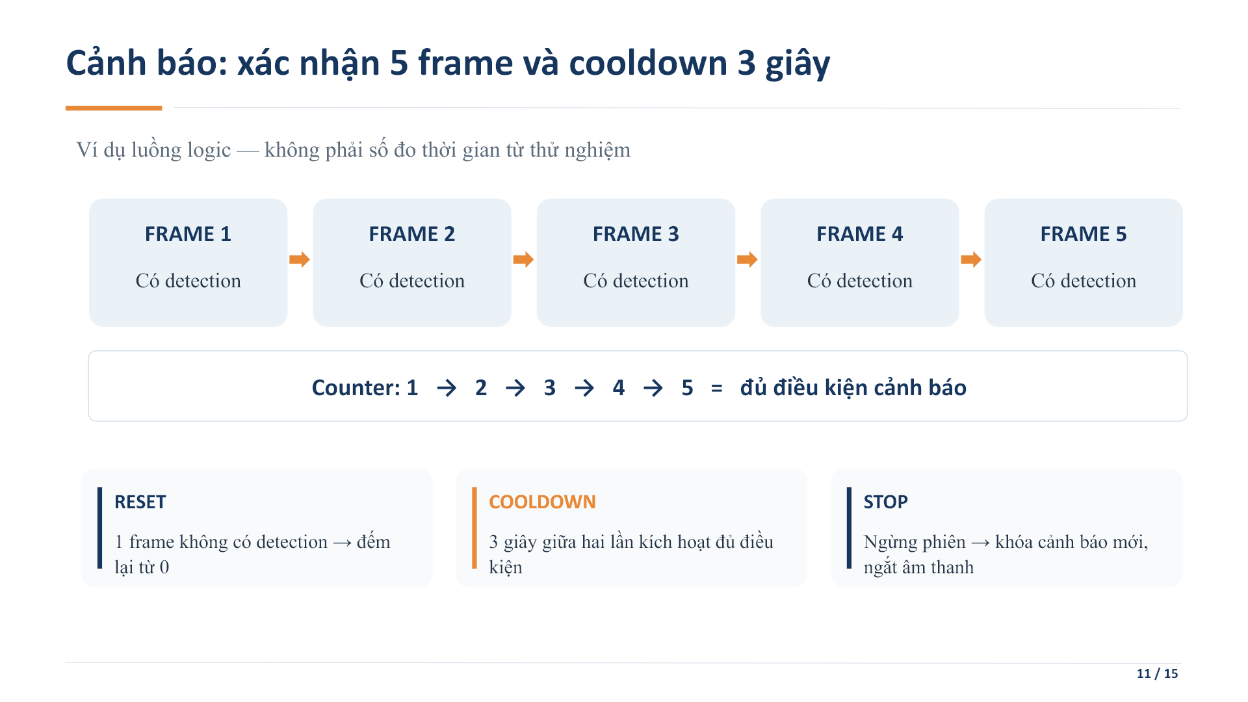 Cảnh báo: xác nhận 5 frame và cooldown 3 giây
Ví dụ luồng logic — không phải số đo thời gian từ thử nghiệm
FRAME 1
Có detection
FRAME 2
Có detection
FRAME 3
Có detection
FRAME 4
Có detection
FRAME 5
Có detection
Counter: 1 → 2 → 3 → 4 → 5 = đủ điều kiện cảnh báo
RESET
1 frame không có detection → đếm
lại từ 0
COOLDOWN
3 giây giữa hai lần kích hoạt đủ điều
kiện
STOP
Ngừng phiên → khóa cảnh báo mới,
ngắt âm thanh
11 / 15